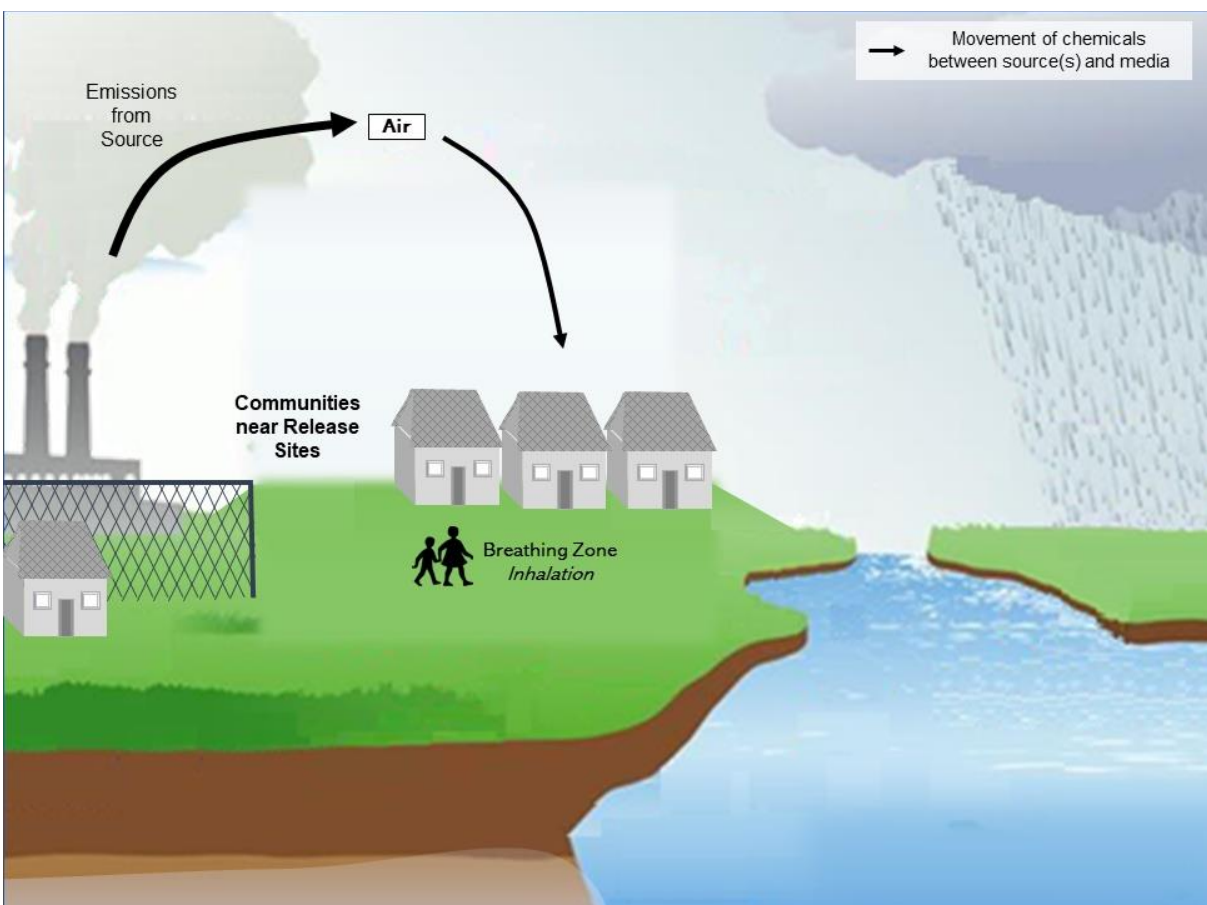 Movement of chemicals
between source(s) and media
Emissions
from
Source
Air
Communities
near Release
Sites
Breathing Zone
Inhalation